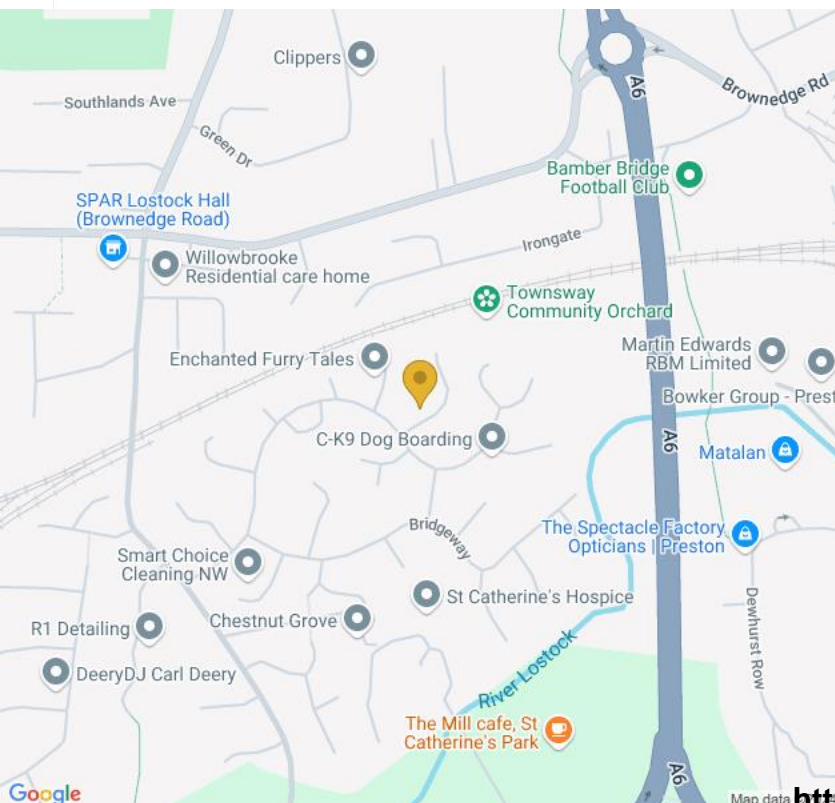 Clippers
A6
Brownedge Rd
Southlands Ave
Green Dr
Bamber Bridge
Football Club
SPAR Lostock Hall
(Brownedge Road)
Irongate
Willowbrooke
Residential care home
Townsway
Community Orchard
Martin Edwards
RBM Limited
Enchanted Furry Tales
Bowker Group - Prest
C-K9 Dog Boarding
A6
Matalan
Bridgeway
The Spectacle Factory
Opticians | Preston
Smart Choice
Cleaning NW
St Catherine's Hospice
Chestnut Grove
R1 Detailing
Dewhurst Row
River Lostock
DeeryDJ Carl Deery
The Mill cafe, St
Catherine's Park
A6
Google
Map data
htt